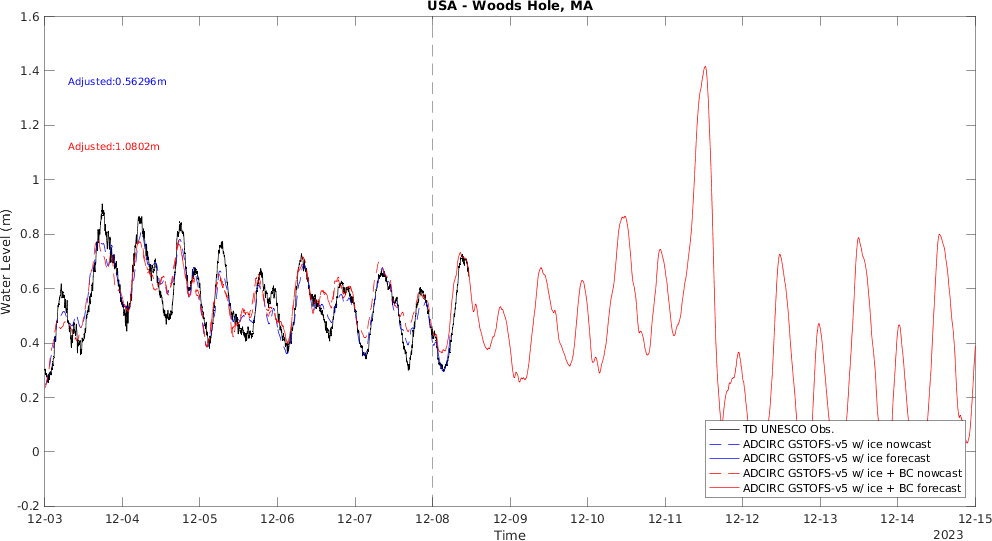 USA - Woods Hole, MA
1.6
1.4
1
0.8
0.6
0.4
0.2
0
-0.2
Water Level (m)
Adjusted:0.56296m
Adjusted:1.0802m
TD UNESCO Obs.
ADCIRC GSTOFS-v5 w/ ice nowcast
ADCIRC GSTOFS-v5 w/ ice forecast
ADCIRC GSTOFS-v5 w/ ice + BC nowcast
ADCIRC GSTOFS-v5 w/ ice + BC forecast
12-03 12-04 12-05 12-06 12-07 12-08 12-09 12-10 12-11 12-12 12-13 12-14 12-15
Time
2023